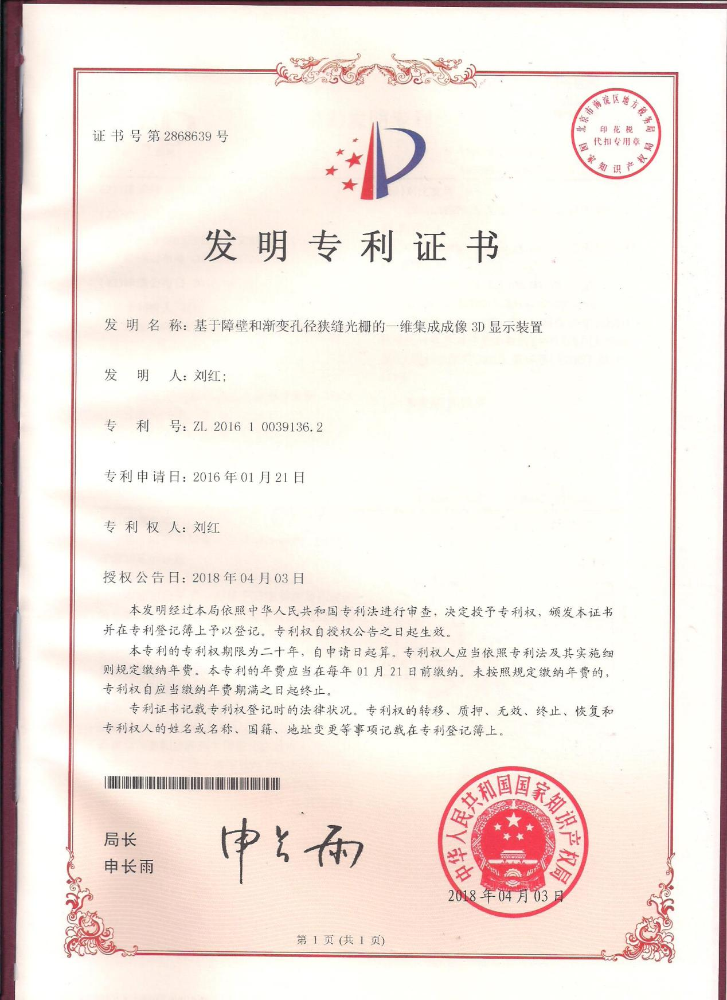 证书号第2868639号
北京市海淀区地方税务局
印花税
代扣专用章
国家知识产权局
发明专利证书
发明名称：基于障壁和渐变孔径狭缝光栅的一维集成成像3D显示装置
发明人：刘红;
专利号：ZL 2016 1 0039136.2
专利申请日：2016年01月21日
专利权人：刘红
授权公告日：2018年04月03日
本发明经过本局依照中华人民共和国专利法进行审查，决定授予专利权，颁发本证书
并在专利登记簿上予以登记。专利权自授权公告之日起生效。
本专利的专利权期限为二十年，自申请日起算。专利权人应当依照专利法及其实施细
则规定缴纳年费。本专利的年费应当在每年01月21日前缴纳。未按照规定缴纳年费的，
专利权自应当缴纳年费期满之日起终止。
专利证书记载专利权登记时的法律状况。专利权的转移、质押、无效、终止、恢复和
专利权人的姓名或名称、国籍、地址变更等事项记载在专利登记簿上。
局长
申长雨
申长雨
中华人民共和国国家知识产权局
2018年04月03日
第1页(共1页)